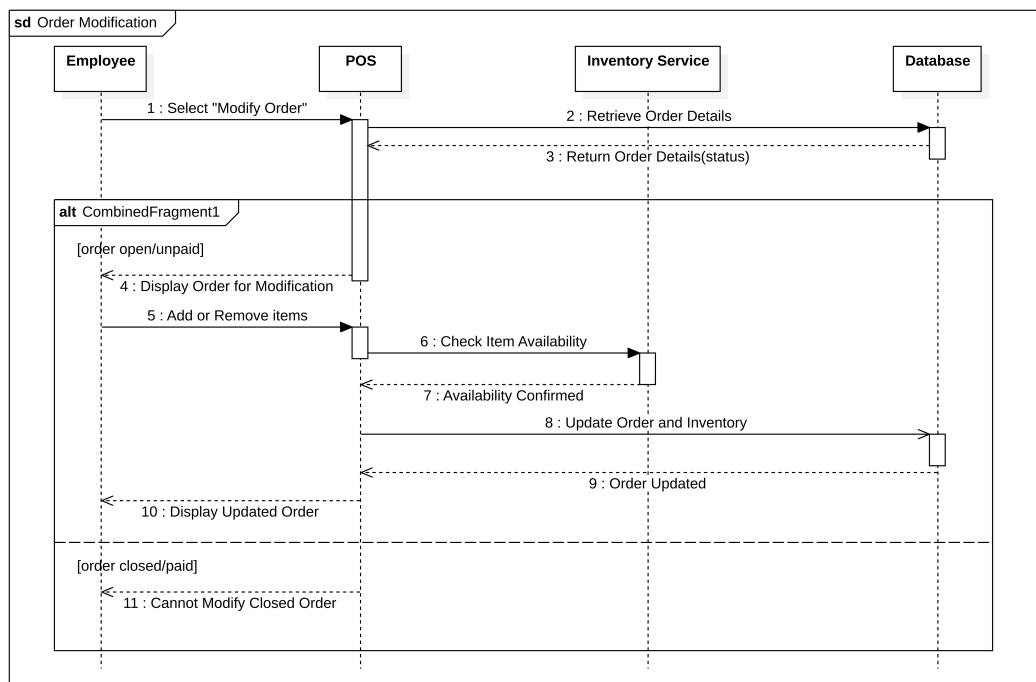 sd Order Modification
Employee
POS
Inventory Service
Database
1 : Select "Modify Order"
2 : Retrieve Order Details
3 : Return Order Details(status)
alt CombinedFragment1
[order open/unpaid]
4 : Display Order for Modification
5 : Add or Remove items
6 : Check Item Availability
7 : Availability Confirmed
8 : Update Order and Inventory
9 : Order Updated
10 : Display Updated Order
[order closed/paid]
11 : Cannot Modify Closed Order